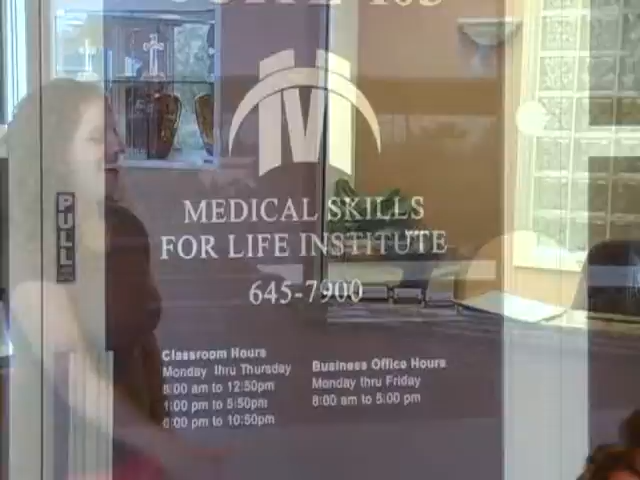 PULL
MEDICAL SKILLS
FOR LIFE INSTITUTE
645-7900
Classroom Hours
Monday thru Thursday
8:00 am to 12:50pm
1:00 pm to 5:50pm
6:00 pm to 10:50pm
Business Office Hours
Monday thru Friday
8:00 am to 5:00 pm